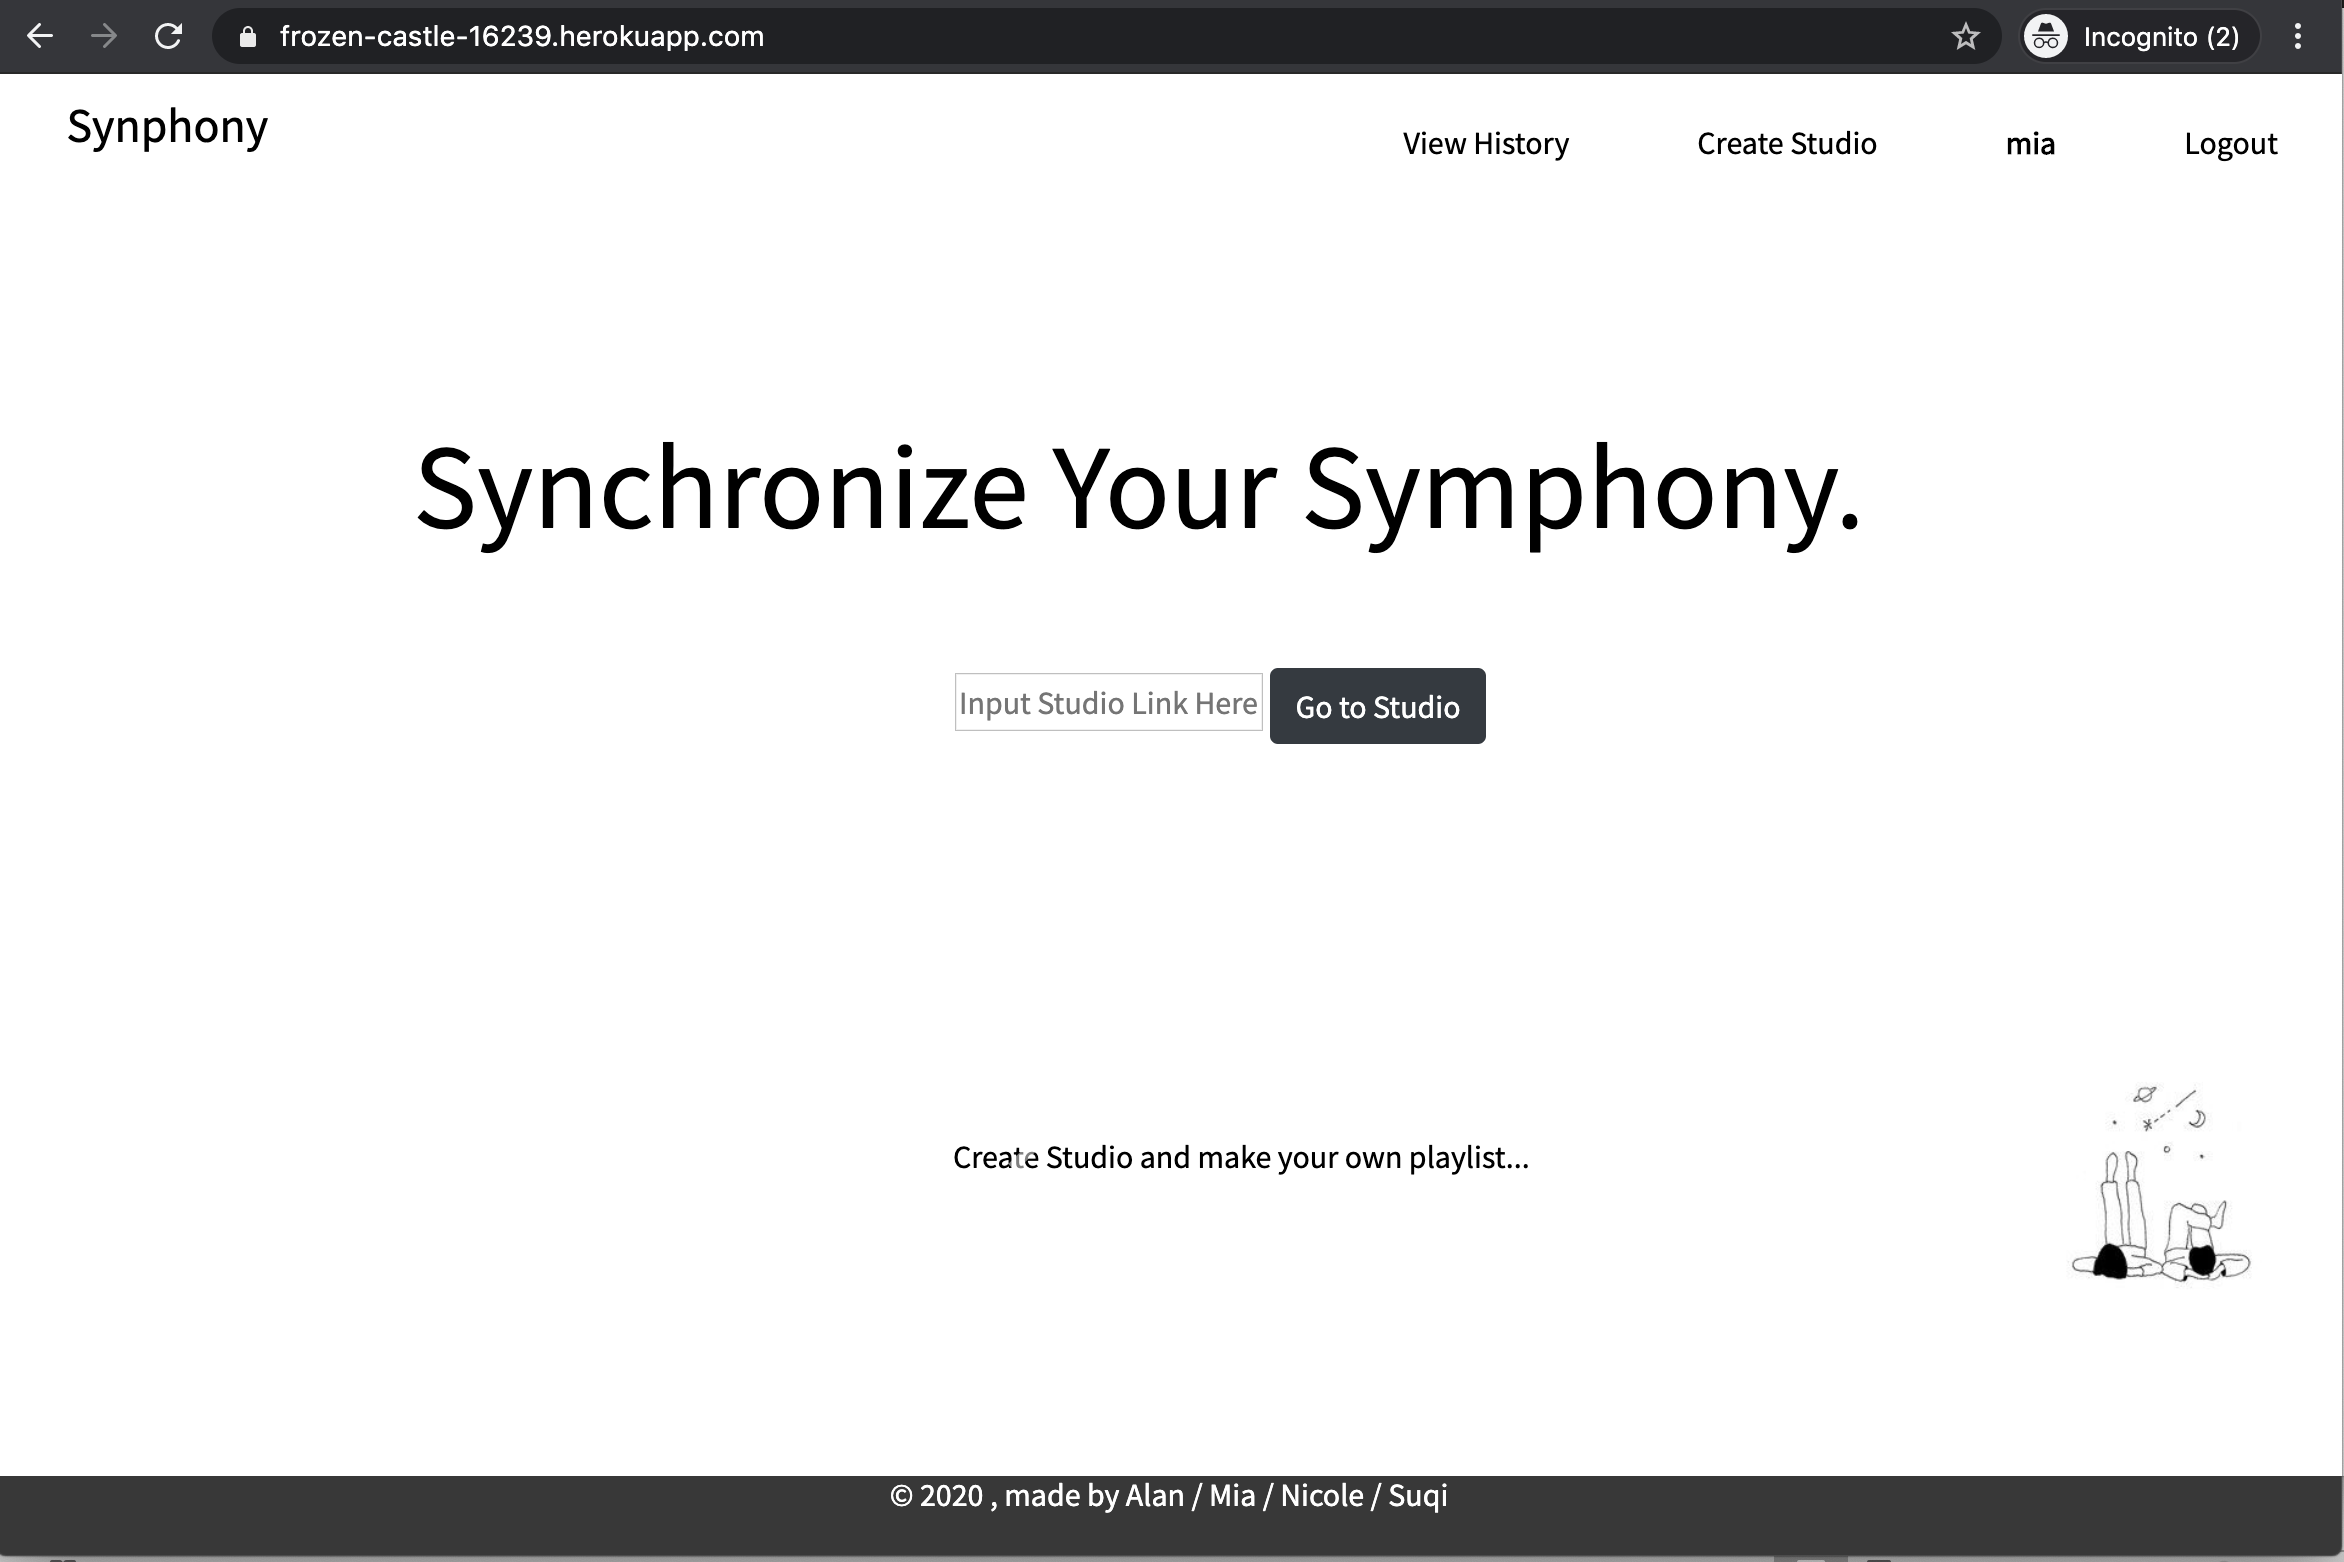 frozen-castle-16239.herokuapp.com
Incognito (2)
Synphony
View History
Create Studio
mia
Logout
Synchronize Your Symphony.
Input Studio Link Here
Go to Studio
Create Studio and make your own playlist...
© 2020 , made by Alan / Mia / Nicole / Suqi